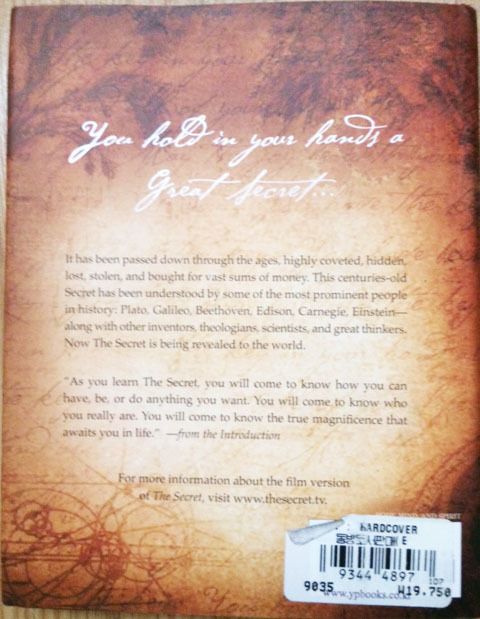 You hold in your hands a
Great Secret...
It has been passed down through the ages, highly coveted, hidden,
lost, stolen, and bought for vast sums of money. This centuries-old
Secret has been understood by some of the most prominent people
in history: Plato, Galileo, Beethoven, Edison, Carnegie, Einstein—
along with other inventors, theologians, scientists, and great thinkers.
Now The Secret is being revealed to the world.
"As you learn The Secret, you will come to know how you can
have, be, or do anything you want. You will come to know who
you really are. You will come to know the true magnificence that
awaits you in life." —from the Introduction
For more information about the film version
of The Secret, visit www.thesecret.tv.
HARDCOVER
E
9344 4897 107
9035 ₩19,750
www.ypbooks.co.kr